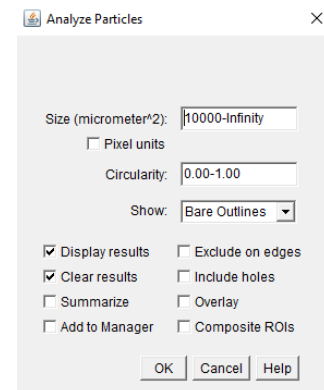 Analyze Particles
Size (micrometer^2): 10000-Infinity
Pixel units
Circularity: 0.00-1.00
Show: Bare Outlines
Display results Exclude on edges
Clear results Include holes
Summarize Overlay
Add to Manager Composite ROIs
OK Cancel Help